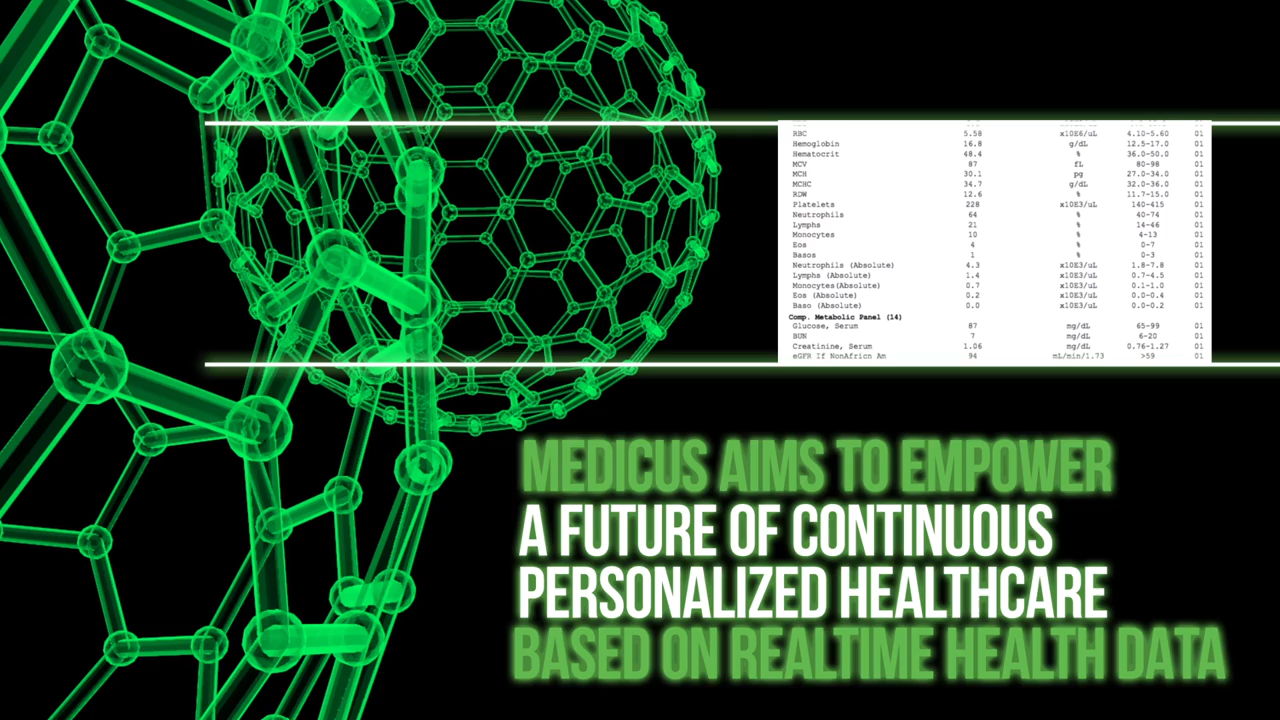 RBC 5.58 x10E6/uL 4.10-5.60 01
Hemoglobin 16.8 g/dL 12.5-17.0 01
Hematocrit 48.4 % 36.0-50.0 01
MCV 87 fL 80-98 01
MCH 30.1 pg 27.0-34.0 01
MCHC 34.7 g/dL 32.0-36.0 01
RDW 12.6 % 11.7-15.0 01
Platelets 228 x10E3/uL 140-415 01
Neutrophils 64 % 40-74 01
Lymphs 21 % 14-46 01
Monocytes 10 % 4-13 01
Eos 4 % 0-7 01
Basos 1 % 0-3 01
Neutrophils (Absolute) 4.3 x10E3/uL 1.8-7.8 01
Lymphs (Absolute) 1.4 x10E3/uL 0.7-4.5 01
Monocytes(Absolute) 0.7 x10E3/uL 0.1-1.0 01
Eos (Absolute) 0.2 x10E3/uL 0.0-0.4 01
Baso (Absolute) 0.0 x10E3/uL 0.0-0.2 01
Comp. Metabolic Panel (14)
Glucose, Serum 87 mg/dL 65-99 01
BUN 7 mg/dL 6-20 01
Creatinine, Serum 1.06 mg/dL 0.76-1.27 01
eGFR If NonAfricn Am 94 mL/min/1.73 >59 01
MEDICUS AIMS TO EMPOWER
A FUTURE OF CONTINUOUS
PERSONALIZED HEALTHCARE
BASED ON REALTIME HEALTH DATA